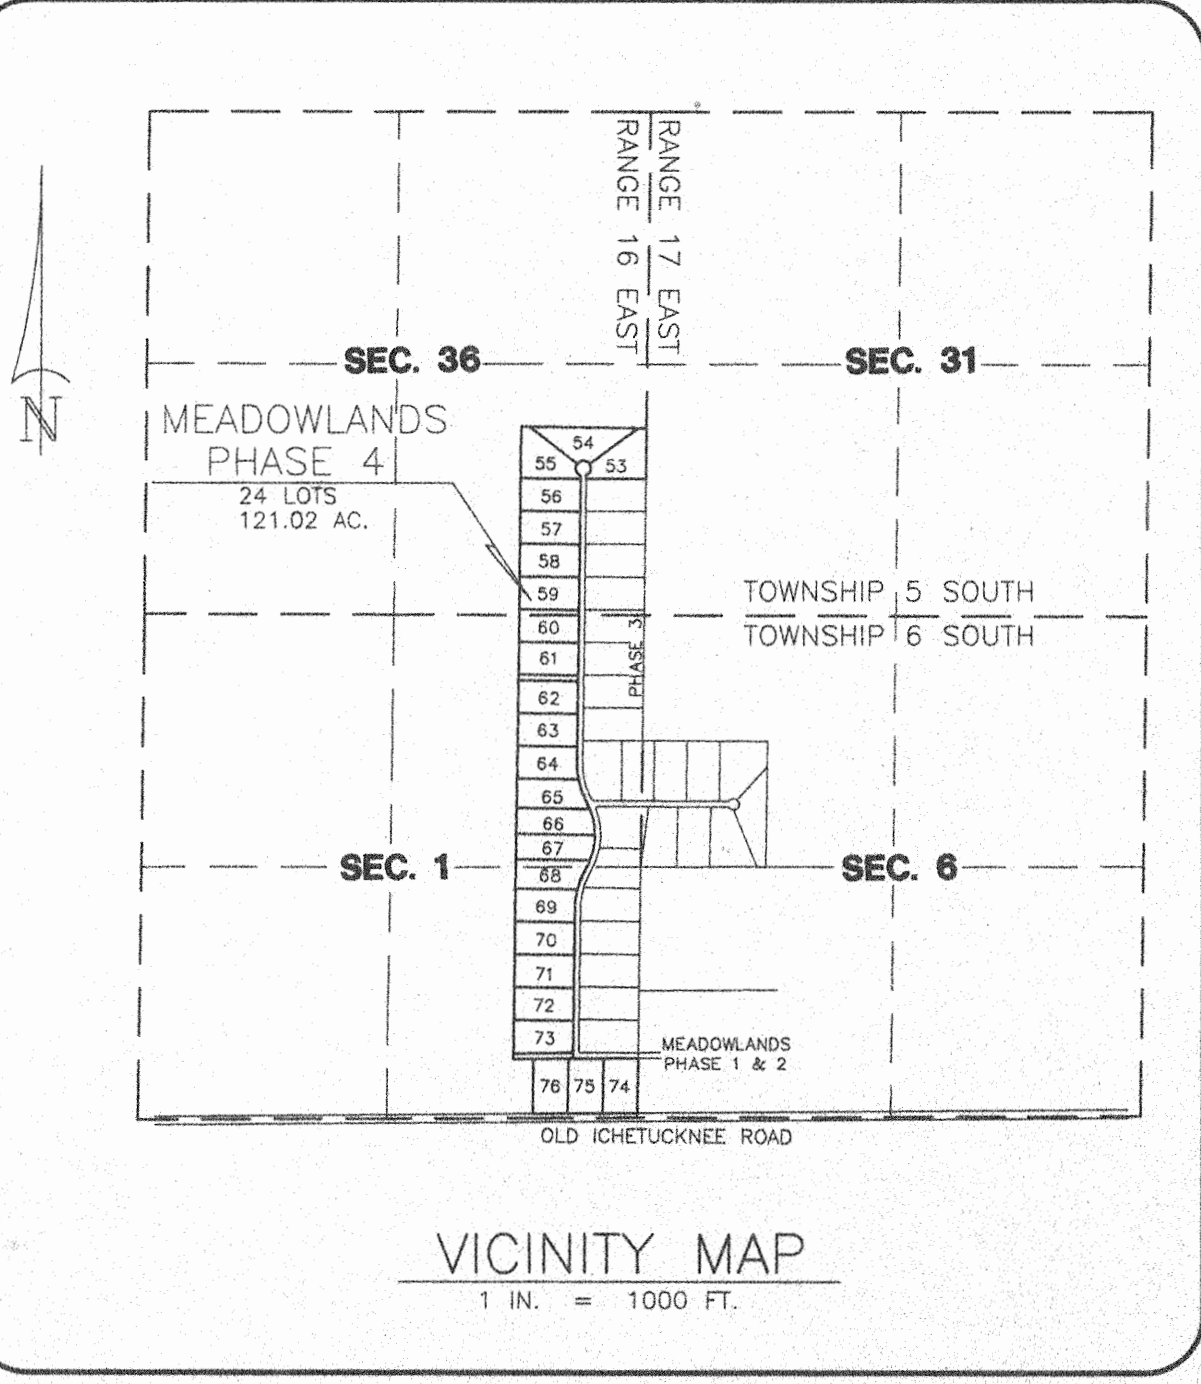 RANGE 16 EAST
RANGE 17 EAST
SEC. 36
SEC. 31
N
MEADOWLANDS
PHASE 4
24 LOTS
121.02 AC.
54
55
53
56
57
58
59
60
61
62
63
64
65
66
67
68
69
70
71
72
73
PHASE 3
TOWNSHIP 5 SOUTH
TOWNSHIP 6 SOUTH
SEC. 1
SEC. 6
MEADOWLANDS
PHASE 1 & 2
76 75 74
OLD ICHETUCKNEE ROAD
VICINITY MAP
1 IN. = 1000 FT.